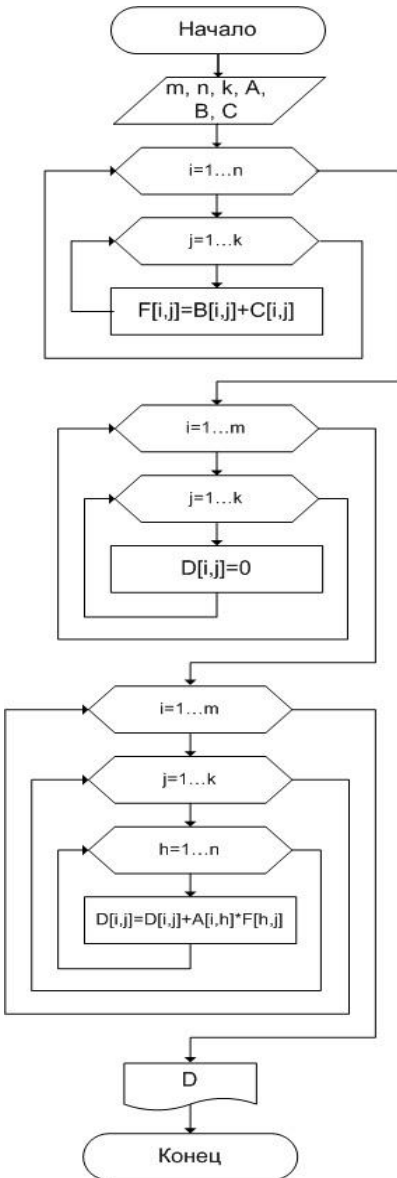 Начало
m, n, k, A,
B, C
i=1...n
j=1...k
F[i,j]=B[i,j]+C[i,j]
i=1...m
j=1...k
D[i,j]=0
i=1...m
j=1...k
h=1...n
D[i,j]=D[i,j]+A[i,h]*F[h,j]
D
Конец